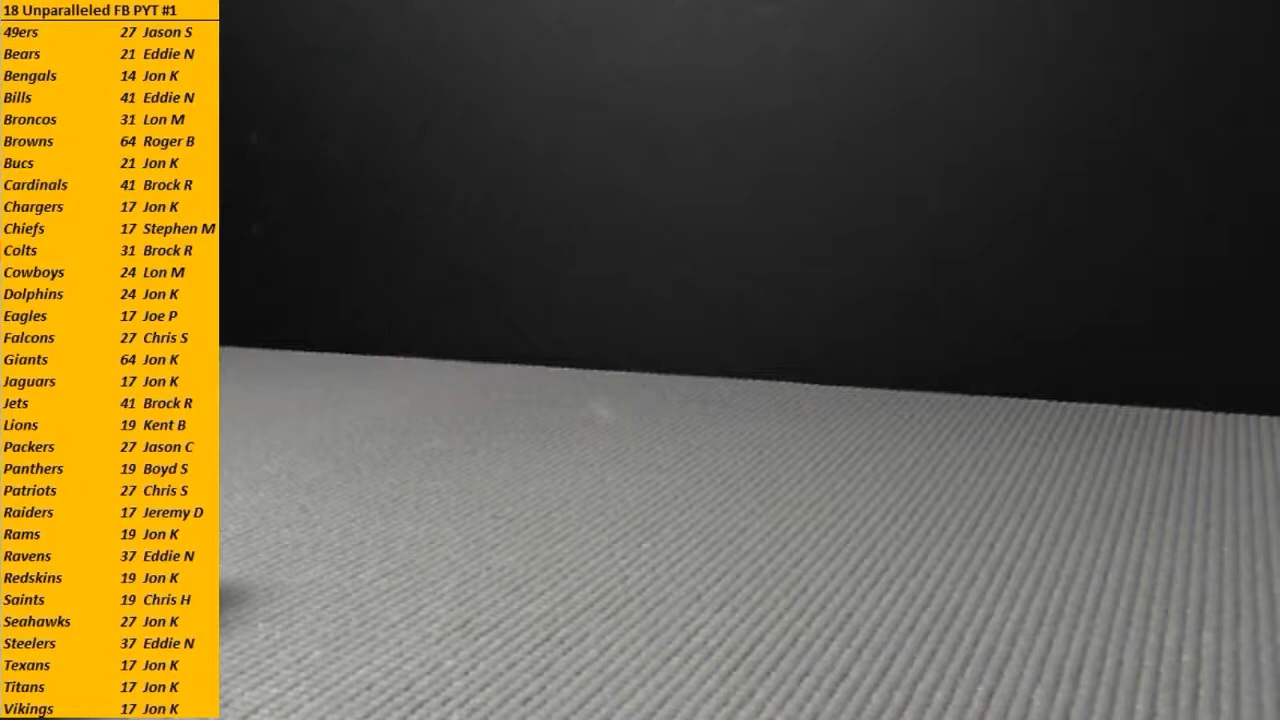 18 Unparalleled FB PYT #1
49ers 27 Jason S
Bears 21 Eddie N
Bengals 14 Jon K
Bills 41 Eddie N
Broncos 31 Lon M
Browns 64 Roger B
Bucs 21 Jon K
Cardinals 41 Brock R
Chargers 17 Jon K
Chiefs 17 Stephen M
Colts 31 Brock R
Cowboys 24 Lon M
Dolphins 24 Jon K
Eagles 17 Joe P
Falcons 27 Chris S
Giants 64 Jon K
Jaguars 17 Jon K
Jets 41 Brock R
Lions 19 Kent B
Packers 27 Jason C
Panthers 19 Boyd S
Patriots 27 Chris S
Raiders 17 Jeremy D
Rams 19 Jon K
Ravens 37 Eddie N
Redskins 19 Jon K
Saints 19 Chris H
Seahawks 27 Jon K
Steelers 37 Eddie N
Texans 17 Jon K
Titans 17 Jon K
Vikings 17 Jon K